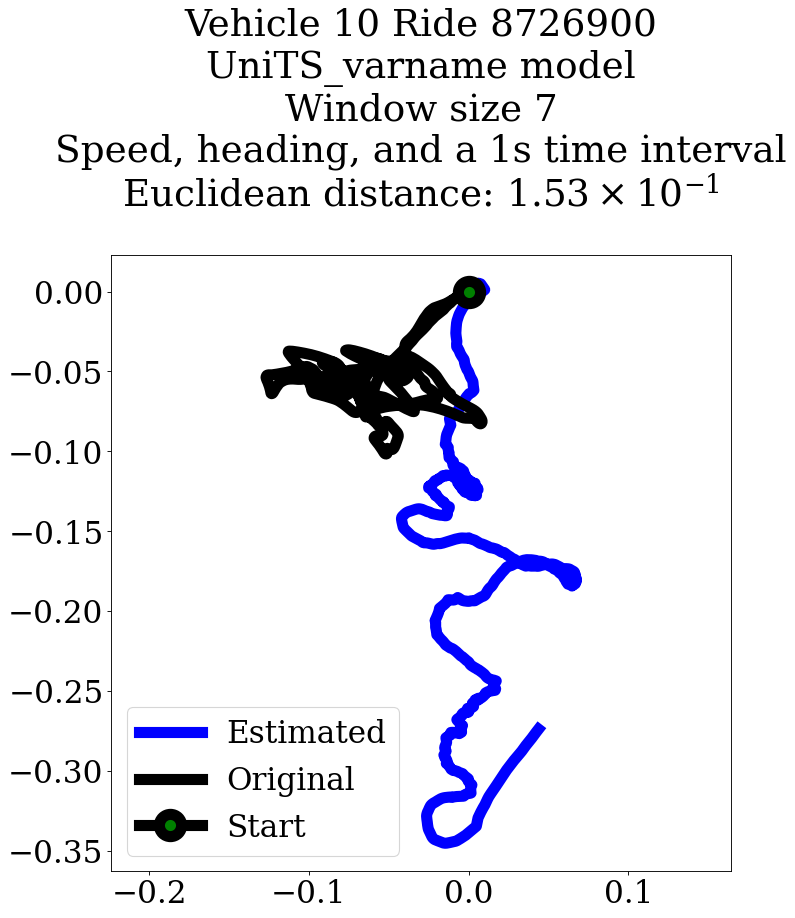 Vehicle 10 Ride 8726900
UniTS_varname model
Window size 7
Speed, heading, and a 1s time interval
Euclidean distance: 1.53 × 10⁻¹
0.00
−0.05
−0.10
−0.15
−0.20
−0.25
−0.30
−0.35
Estimated
Original
Start
−0.2
−0.1
0.0
0.1